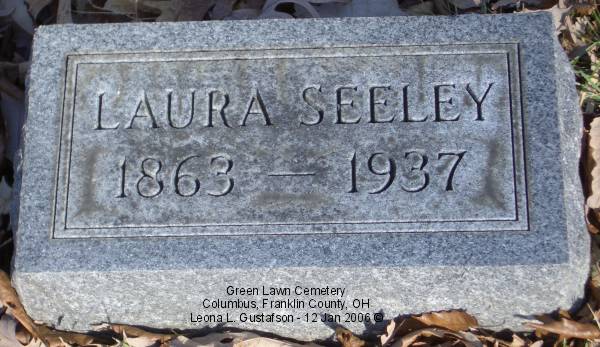 LAURA SEELEY
1863 — 1937
Green Lawn Cemetery
Columbus, Franklin County, OH
Leona L. Gustafson - 12 Jan 2006 ©